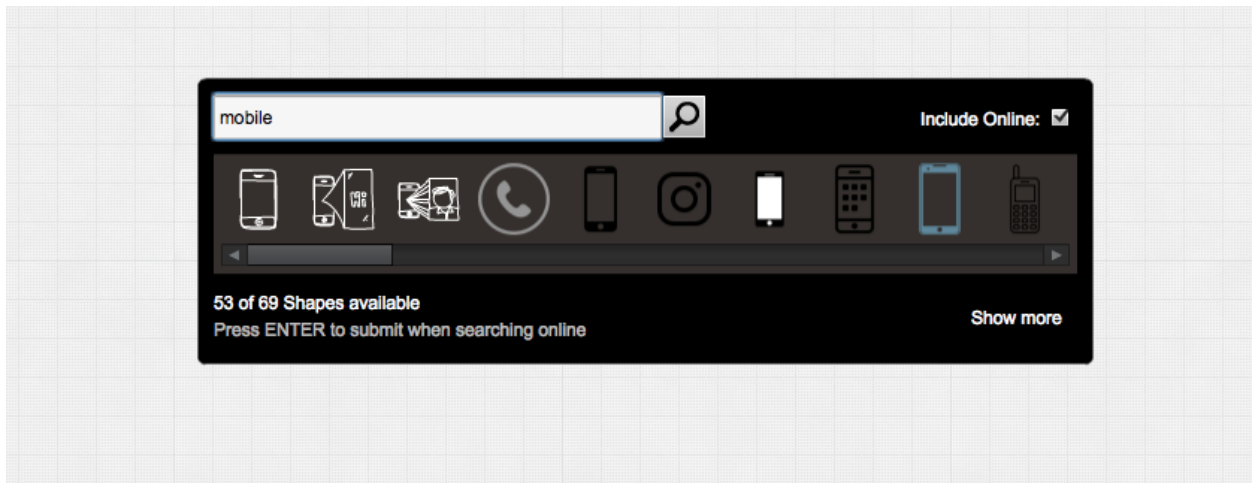 mobile
Include Online:
53 of 69 Shapes available
Press ENTER to submit when searching online
Show more